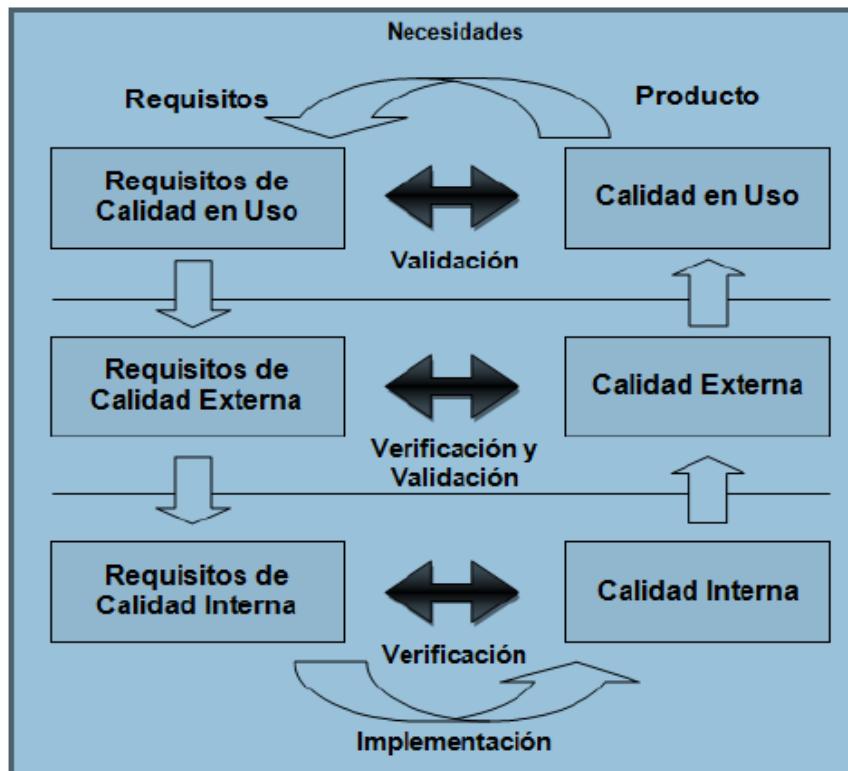 Necesidades
Requisitos
Producto
Requisitos de
Calidad en Uso
Calidad en Uso
Validación
Requisitos de
Calidad Externa
Calidad Externa
Verificación y
Validación
Requisitos de
Calidad Interna
Calidad Interna
Verificación
Implementación